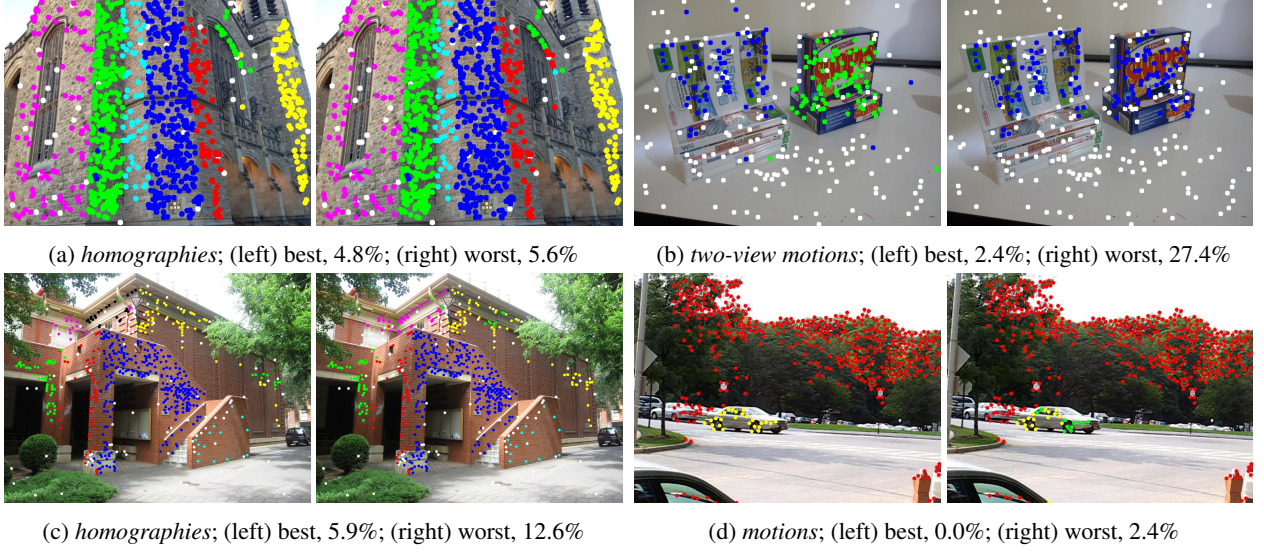 (a) homographies; (left) best, 4.8%; (right) worst, 5.6%
(b) two-view motions; (left) best, 2.4%; (right) worst, 27.4%
(c) homographies; (left) best, 5.9%; (right) worst, 12.6%
(d) motions; (left) best, 0.0%; (right) worst, 2.4%